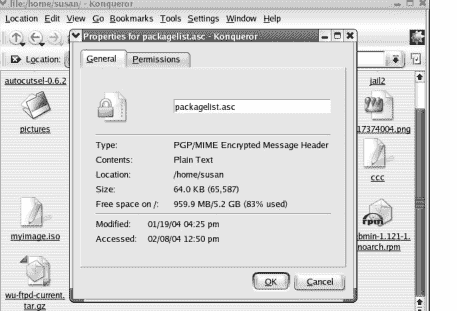 file:/home/susan/ - Konqueror
Location Edit View Go Bookmarks Tools Settings Window Help
Location:
Properties for packagelist.asc - Konqueror
General Permissions
packagelist.asc
Type: PGP/MIME Encrypted Message Header
Contents: Plain Text
Location: /home/susan
Size: 64.0 KB (65,587)
Free space on /: 959.9 MB/5.2 GB (83% used)
Modified: 01/19/04 04:25 pm
Accessed: 02/08/04 12:50 pm
OK Cancel
autocutsel-0.6.2
pictures
myimage.iso
wu-ftpd-current.
tar.gz
jail2
17374004.png
ccc
rpm
bmin-1.121-1.
noarch.rpm